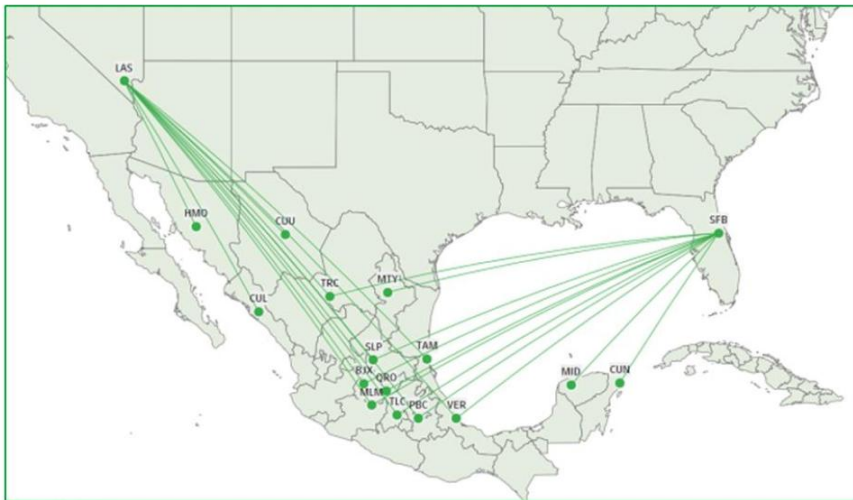 LAS
SFB
HMO
CUU
TRC
MTY
CUL
SLP
TAM
BJX
QRO
MID
CUN
MLM
TLC
PBC
VER